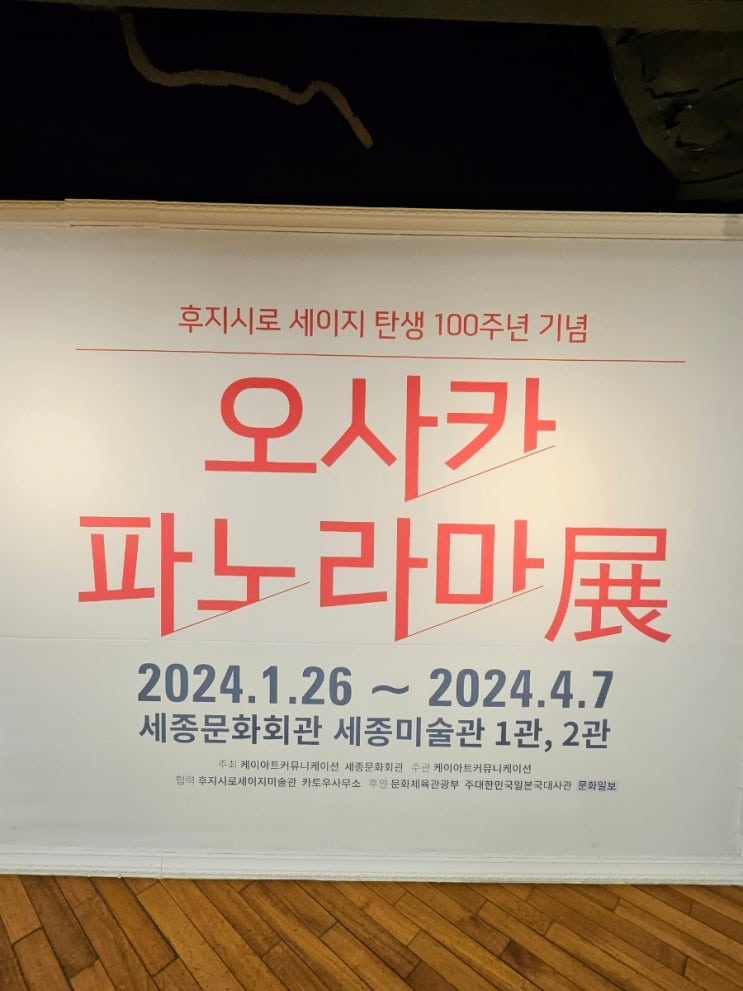 후지시로 세이지 탄생 100주년 기념
오사카
파노라마展
2024.1.26 ~ 2024.4.7
세종문화회관 세종미술관 1관, 2관
주최 케이아트커뮤니케이션 세종문화회관 주관 케이아트커뮤니케이션
협력 후지시로세이지미술관 카토우사무소 후원 문화체육관광부 주대한민국일본국대사관 문화일보